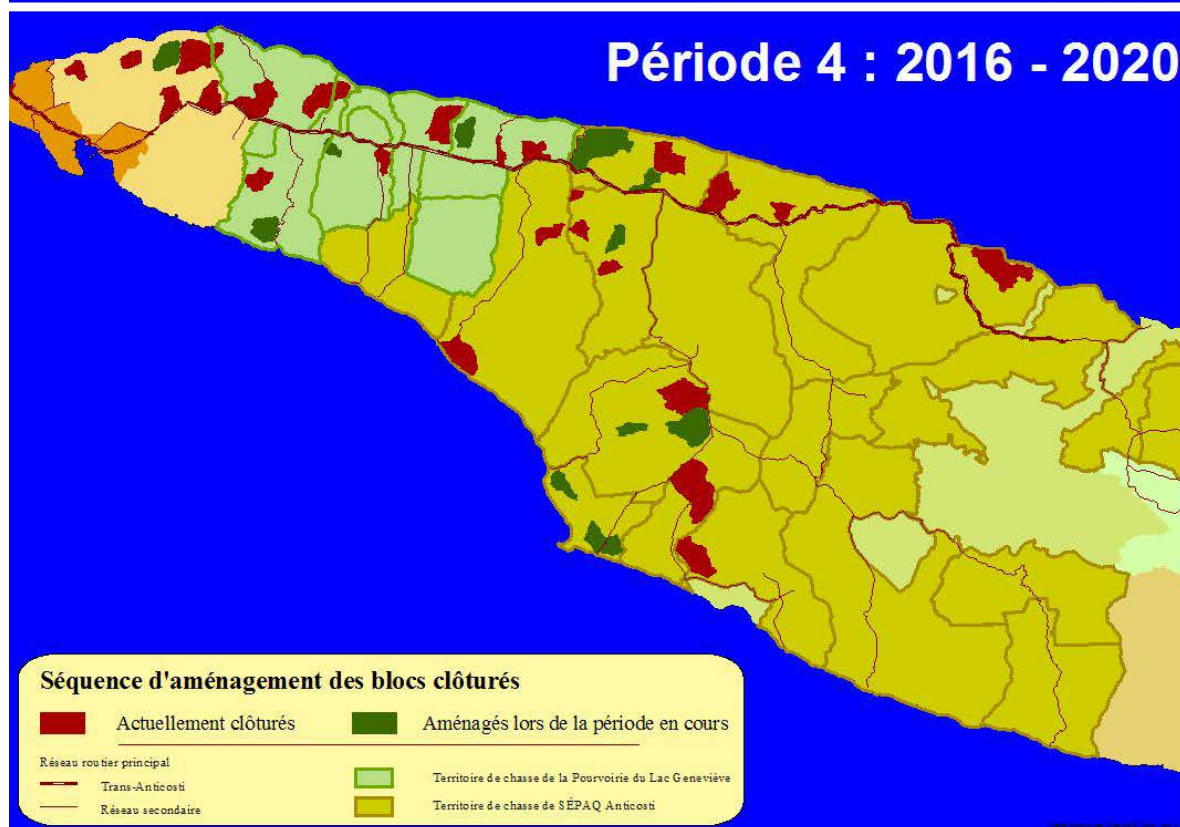 Période 4 : 2016 - 2020
Séquence d'aménagement des blocs clôturés
Actuellement clôturés
Aménagés lors de la période en cours
Réseau routier principal
Trans-Anticosti
Réseau secondaire
Territoire de chasse de la Pourvoirie du Lac Geneviève
Territoire de chasse de SÉPAQ Anticosti